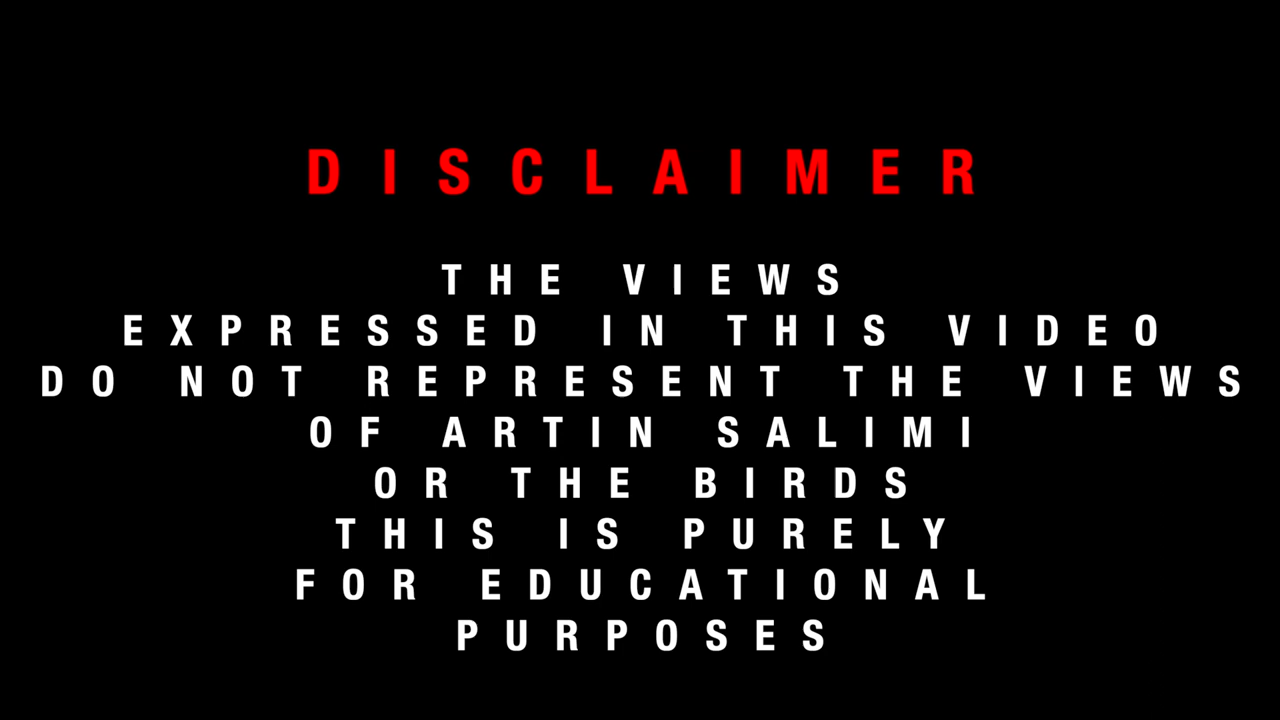 DISCLAIMER
THE VIEWS
EXPRESSED IN THIS VIDEO
DO NOT REPRESENT THE VIEWS
OF ARTIN SALIMI
OR THE BIRDS
THIS IS PURELY
FOR EDUCATIONAL
PURPOSES